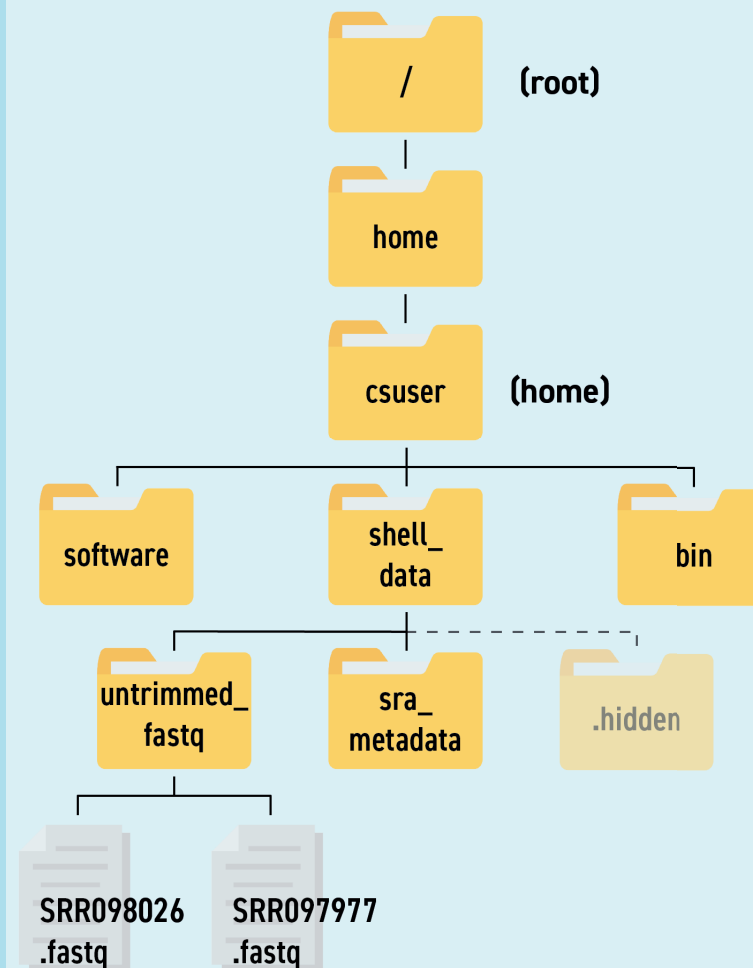 /
(root)
home
csuser
(home)
software
shell_
data
bin
untrimmed_
fastq
sra_
metadata
.hidden
SRR098026
.fastq
SRR097977
.fastq